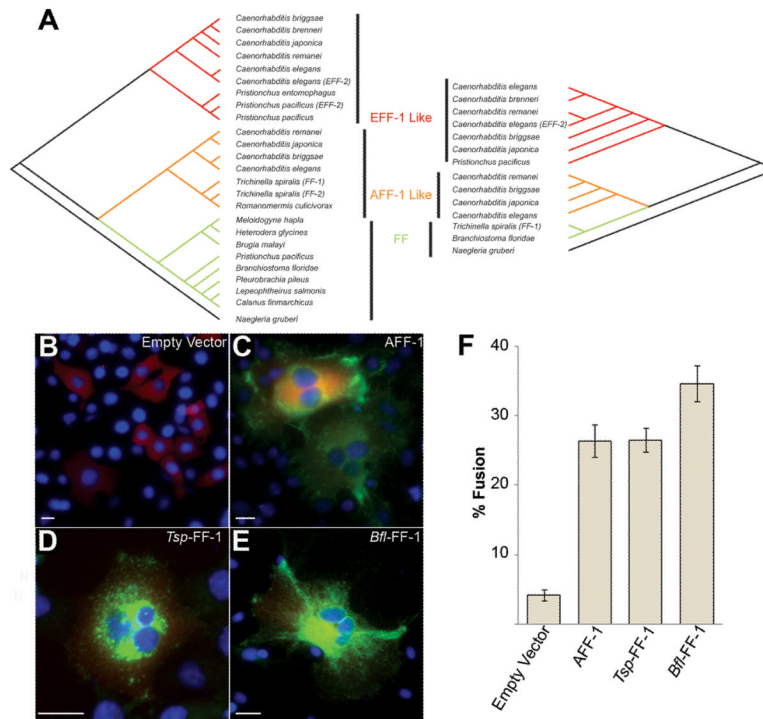 A
Caenorhabditis briggsae
Caenorhabditis brenneri
Caenorhabditis japonica
Caenorhabditis remanei
Caenorhabditis elegans
Caenorhabditis elegans (EFF-2)
Pristionchus entomophagus
Pristionchus pacificus (EFF-2)
Pristionchus pacificus
Caenorhabditis remanei
Caenorhabditis japonica
Caenorhabditis briggsae
Caenorhabditis elegans
Trichinella spiralis (FF-1)
Trichinella spiralis (FF-2)
Romanomermis culicivorax
Meloidogyne hapla
Heterodera glycines
Brugia malayi
Pristionchus pacificus
Branchiostoma floridae
Pleurobrachia pileus
Lepeophtheirus salmonis
Calanus finmarchicus
Naegleria gruberi
EFF-1 Like
AFF-1 Like
FF
Caenorhabditis elegans
Caenorhabditis brenneri
Caenorhabditis remanei
Caenorhabditis elegans (EFF-2)
Caenorhabditis briggsae
Caenorhabditis japonica
Pristionchus pacificus
Caenorhabditis remanei
Caenorhabditis briggsae
Caenorhabditis japonica
Caenorhabditis elegans
Trichinella spiralis (FF-1)
Branchiostoma floridae
Naegleria gruberi
B
Empty Vector
C
AFF-1
D
Tsp-FF-1
E
Bfl-FF-1
F
% Fusion
40
30
20
10
Empty Vector
AFF-1
Tsp-FF-1
Bfl-FF-1